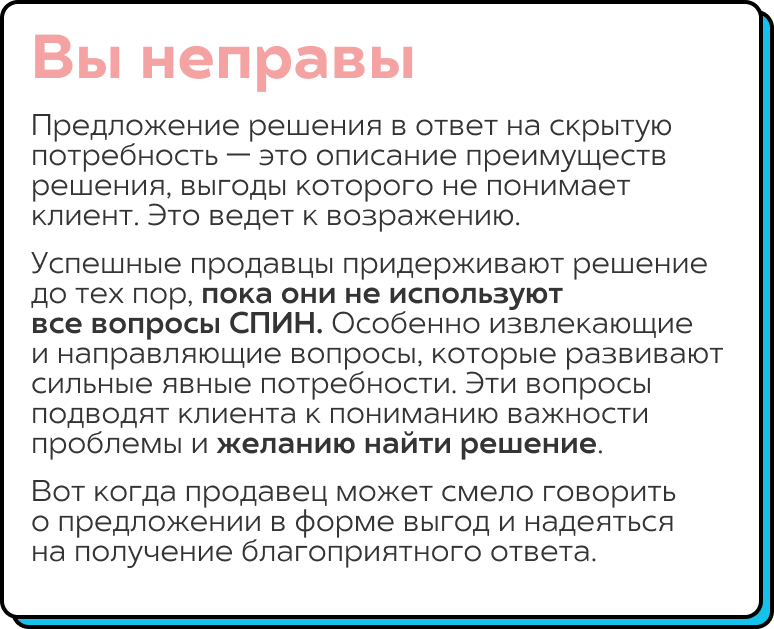 Вы неправы
Предложение решения в ответ на скрытую
потребность — это описание преимуществ
решения, выгоды которого не понимает
клиент. Это ведет к возражению.
Успешные продавцы придерживают решение
до тех пор, пока они не используют
все вопросы СПИН. Особенно извлекающие
и направляющие вопросы, которые развивают
сильные явные потребности. Эти вопросы
подводят клиента к пониманию важности
проблемы и желанию найти решение.
Вот когда продавец может смело говорить
о предложении в форме выгод и надеяться
на получение благоприятного ответа.